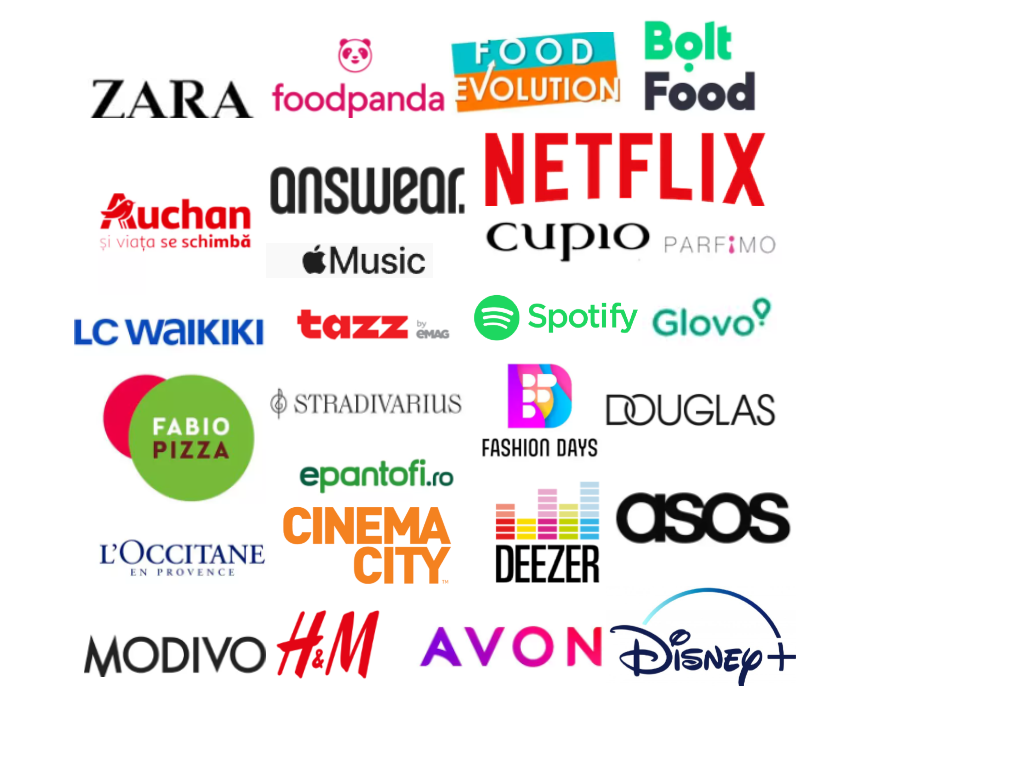 ZARA
foodpanda
FOOD
EVOLUTION
Bolt
Food
Auchan
și viața se schimbă
answear.
NETFLIX
Music
cupio
PARFIMO
LC WAIKIKI
tazz by
eMAG
Spotify
Glovo
FABIO
PIZZA
STRADIVARIUS
FASHION DAYS
DOUGLAS
epantofi.ro
CINEMA
CITY™
DEEZER
asos
L'OCCITANE
EN PROVENCE
MODIVO
H&M
AVON
Disney+